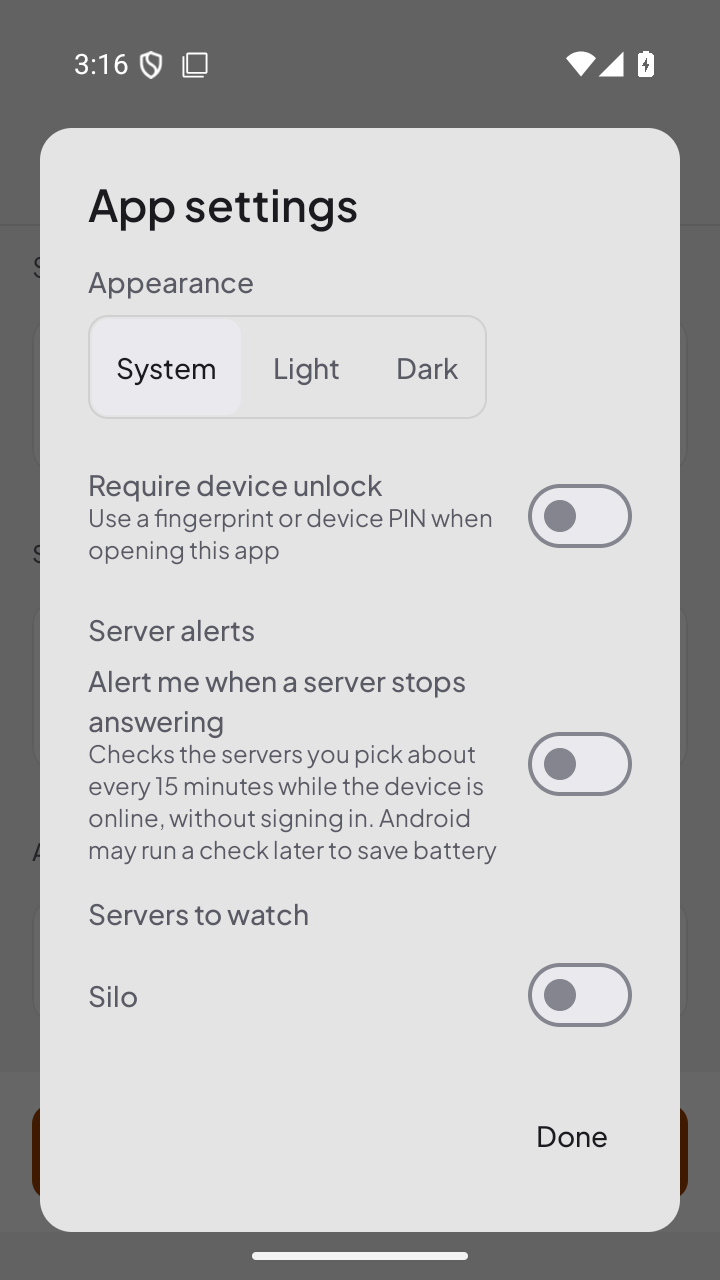 3:16
App settings
Appearance
System Light Dark
Require device unlock
Use a fingerprint or device PIN when
opening this app
Server alerts
Alert me when a server stops
answering
Checks the servers you pick about
every 15 minutes while the device is
online, without signing in. Android
may run a check later to save battery
Servers to watch
Silo
Done